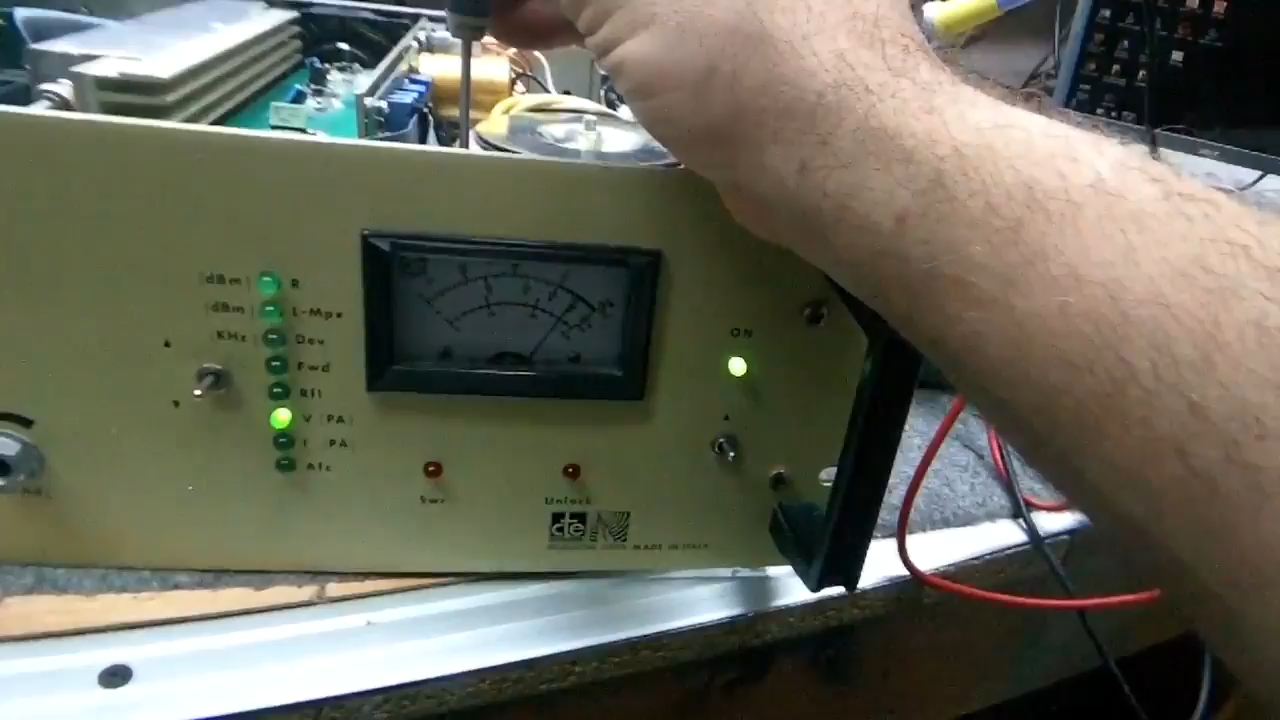 (dBm) R
(dBm) L-Mpx
KHz Dev
Fwd
Rfl
V (PA)
I PA)
Afc
ON
Swr
Unlock
cte
MADE IN ITALY